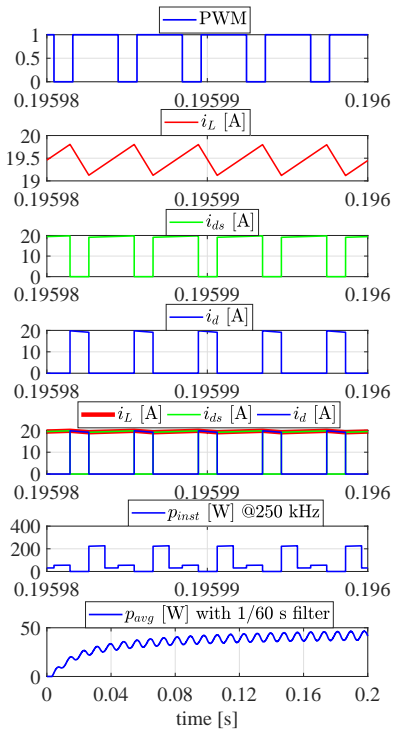 PWM
1
0.5
0
0.19598 0.19599 0.196
i_L [A]
20
19.5
19
0.19598 0.19599 0.196
i_ds [A]
20
10
0
0.19598 0.19599 0.196
i_d [A]
20
10
0
0.19598 0.19599 0.196
i_L [A] i_ds [A] i_d [A]
20
10
0
0.19598 0.19599 0.196
p_inst [W] @250 kHz
400
200
0
0.19598 0.19599 0.196
p_avg [W] with 1/60 s filter
50
0
0 0.04 0.08 0.12 0.16 0.2
time [s]